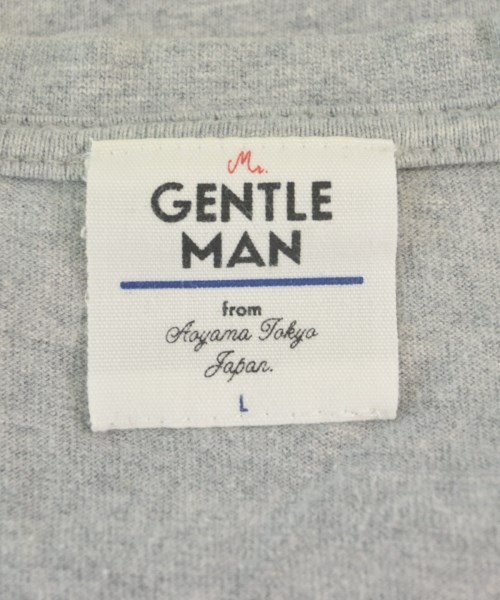 Mr.
GENTLE
MAN
from
Aoyama Tokyo
Japan.
L